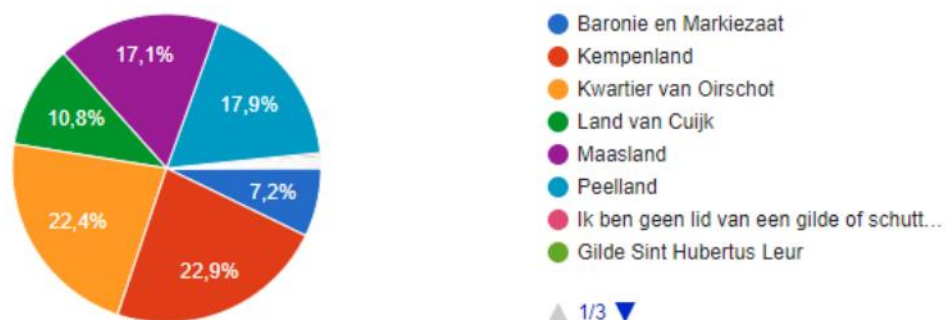 17,1%
17,9%
10,8%
7,2%
22,4%
22,9%
Baronie en Markiezaat
Kempenland
Kwartier van Oirschot
Land van Cuijk
Maasland
Peelland
Ik ben geen lid van een gilde of schutt...
Gilde Sint Hubertus Leur
1/3